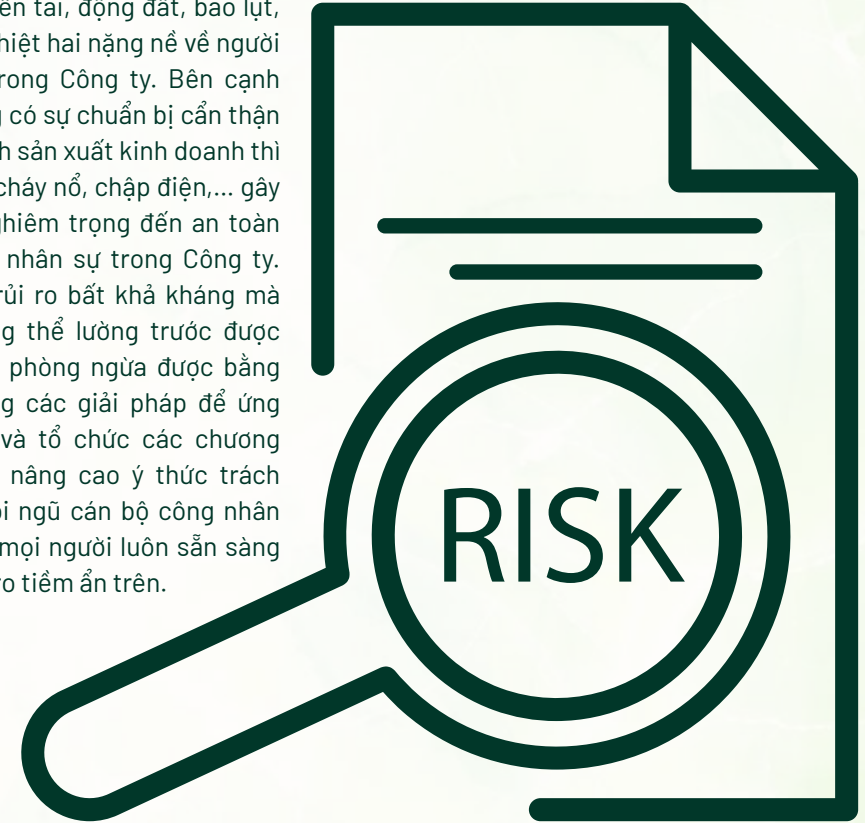 tai, động đất, bão lụt,
hai nặng nề về người
trong Công ty. Bên cạnh
có sự chuẩn bị cẩn thận
sản xuất kinh doanh thì
cháy nổ, chập điện,... gây
nghiêm trọng đến an toàn
nhân sự trong Công ty.
rủi ro bất khả kháng mà
thể lường trước được
phòng ngừa được bằng
các giải pháp để ứng
và tổ chức các chương
nâng cao ý thức trách
ngũ cán bộ công nhân
mọi người luôn sẵn sàng
tiềm ẩn trên.
RISK